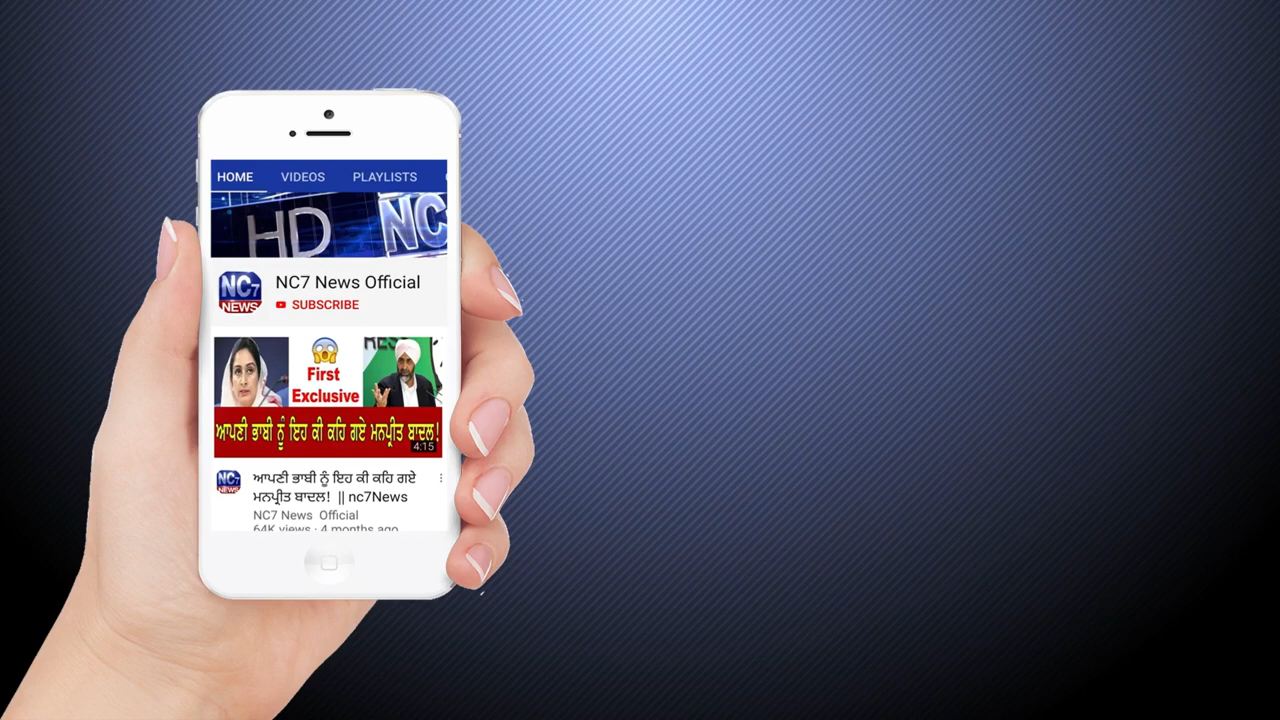 HOME VIDEOS PLAYLISTS
HD NC
NC7 NEWS
NC7 News Official
SUBSCRIBE
First
Exclusive
ਆਪਣੀ ਭਾਬੀ ਨੂੰ ਇਹ ਕੀ ਕਹਿ ਗਏ ਮਨਪ੍ਰੀਤ ਬਾਦਲ!
4:15
NC7 NEWS
ਆਪਣੀ ਭਾਬੀ ਨੂੰ ਇਹ ਕੀ ਕਹਿ ਗਏ
ਮਨਪ੍ਰੀਤ ਬਾਦਲ! || nc7News
NC7 News Official
64K views · 4 months ago